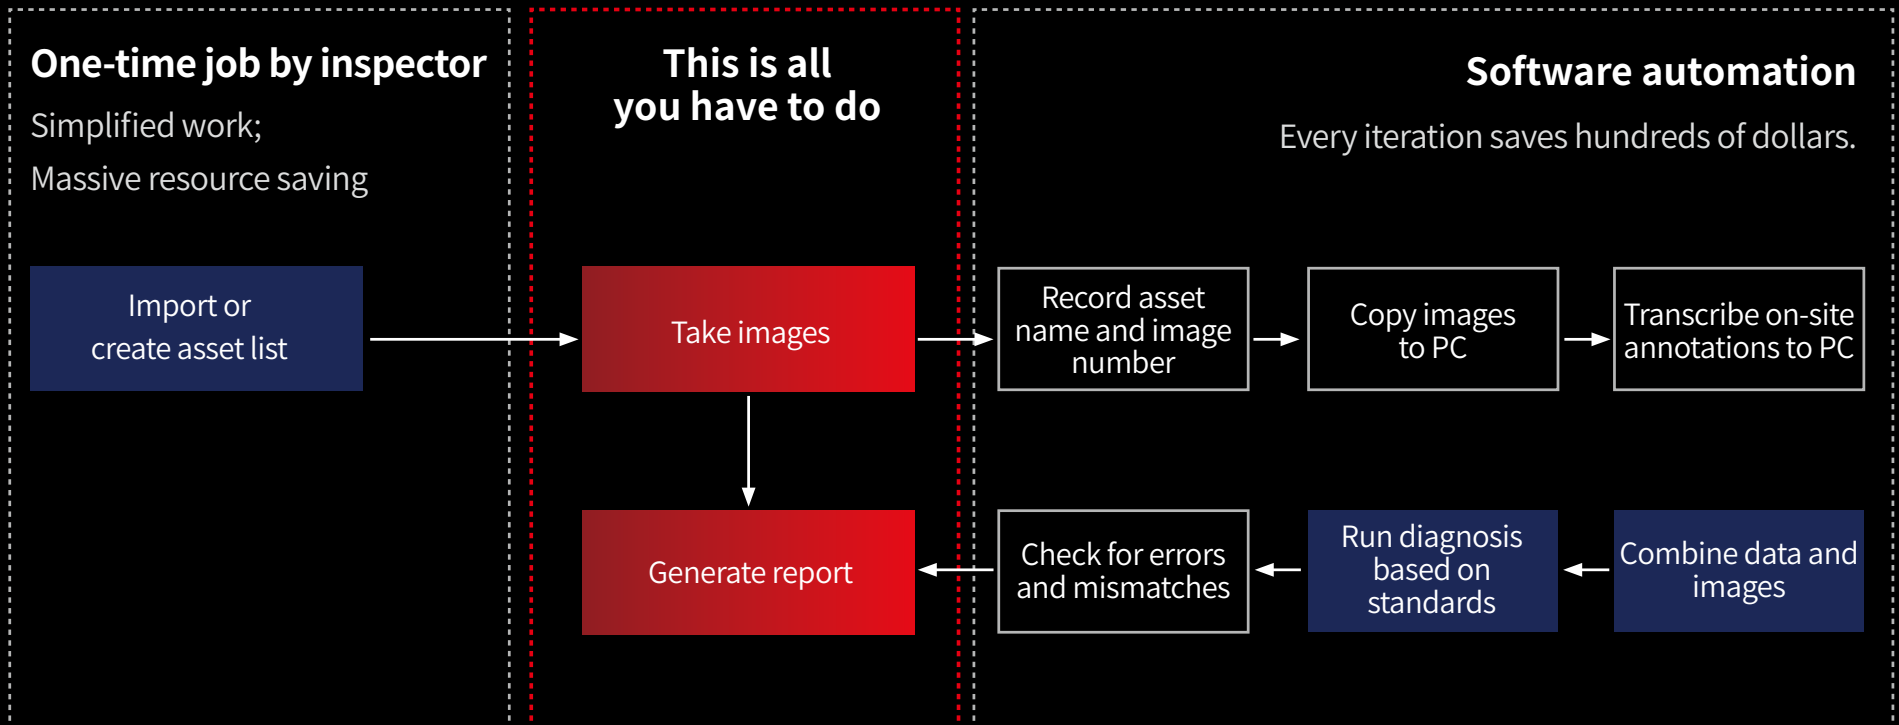 One-time job by inspector
Simplified work;
Massive resource saving
This is all
you have to do
Software automation
Every iteration saves hundreds of dollars.
Import or
create asset list
Take images
Record asset
name and image
number
Copy images
to PC
Transcribe on-site
annotations to PC
Generate report
Check for errors
and mismatches
Run diagnosis
based on
standards
Combine data and
images